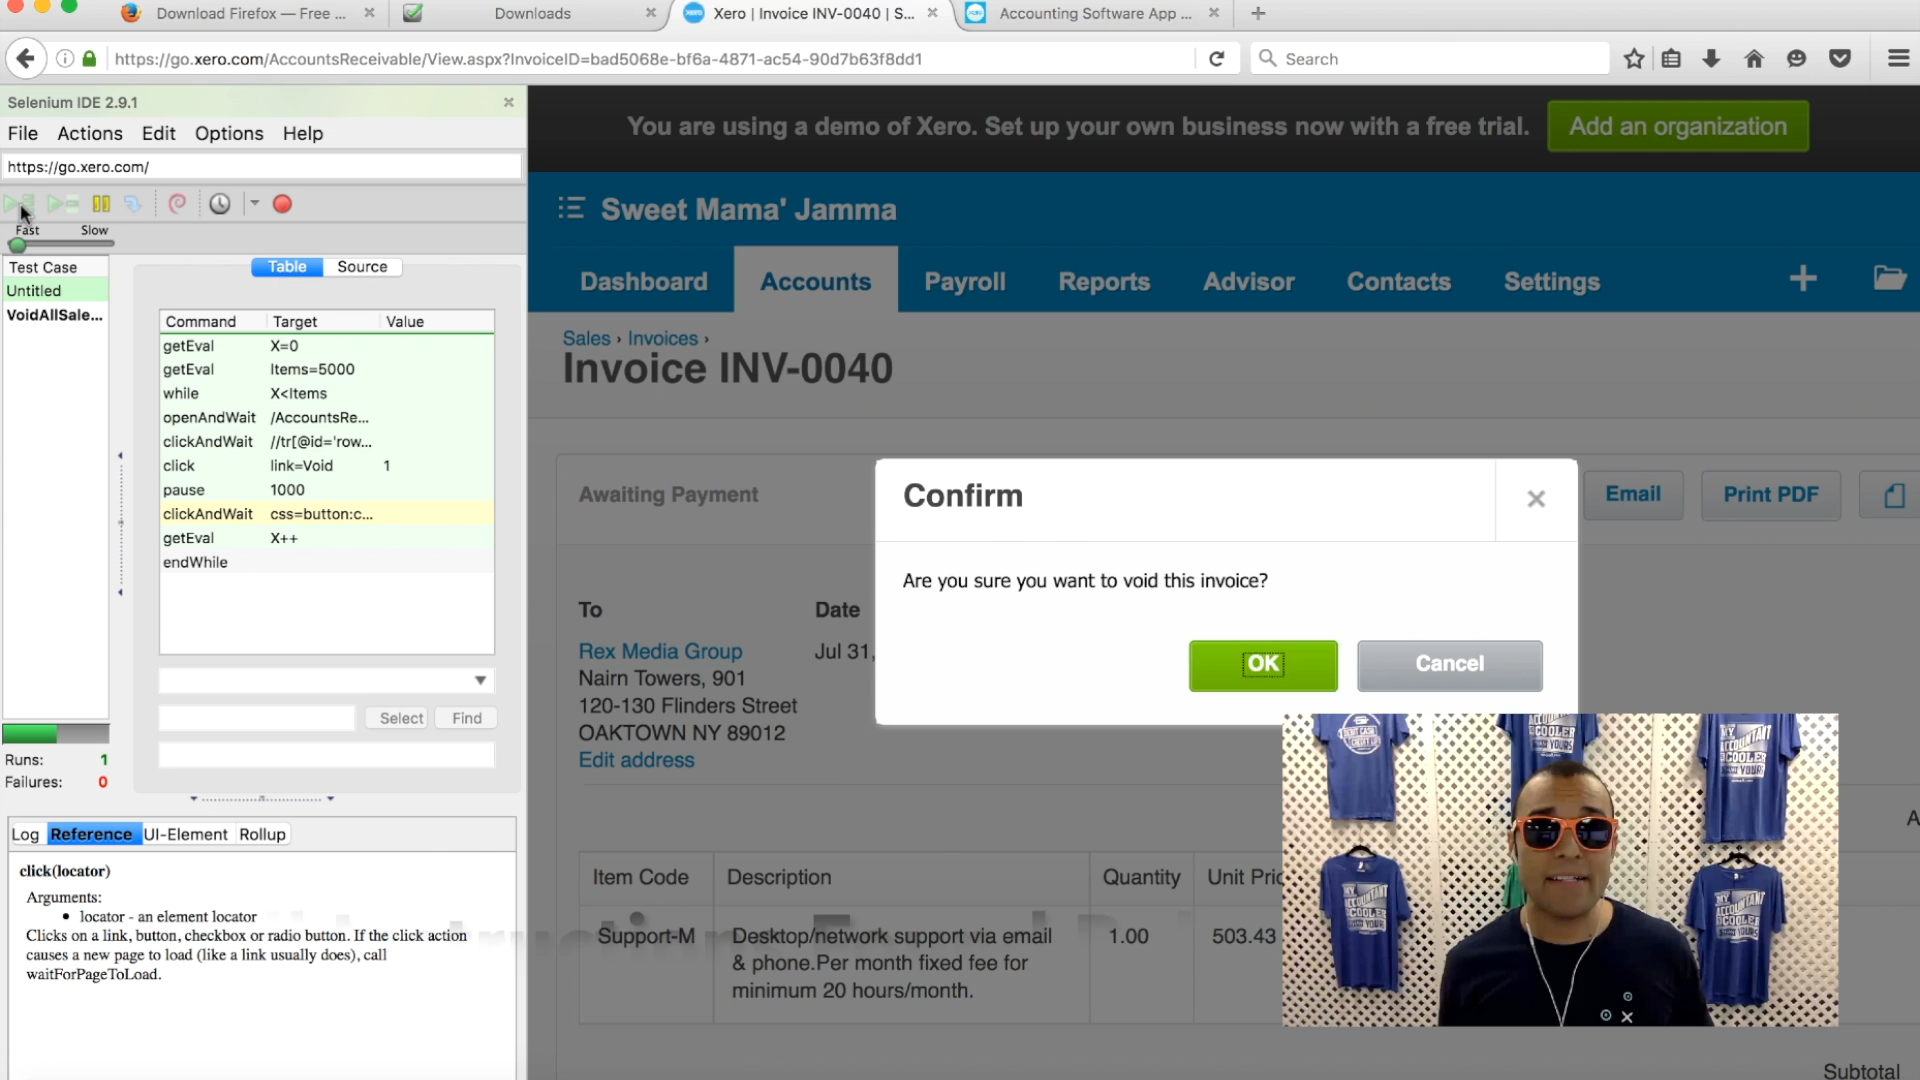 Download Firefox — Free ...
Downloads
Xero | Invoice INV-0040 | S...
Accounting Software App ...
https://go.xero.com/AccountsReceivable/View.aspx?InvoiceID=bad5068e-bf6a-4871-ac54-90d7b63f8dd1
Search
Selenium IDE 2.9.1
File Actions Edit Options Help
https://go.xero.com/
Fast Slow
Test Case
Untitled
VoidAllSale...
Table Source
Command Target Value
getEval X=0
getEval Items=5000
while X<Items
openAndWait /AccountsRe...
clickAndWait //tr[@id='row...
click link=Void 1
pause 1000
clickAndWait css=button:c...
getEval X++
endWhile
Select Find
Runs: 1
Failures: 0
Log Reference UI-Element Rollup
click(locator)
Arguments:
• locator - an element locator
Clicks on a link, button, checkbox or radio button. If the click action
causes a new page to load (like a link usually does), call
waitForPageToLoad.
You are using a demo of Xero. Set up your own business now with a free trial.
Add an organization
Sweet Mama' Jamma
Dashboard Accounts Payroll Reports Advisor Contacts Settings
Sales › Invoices ›
Invoice INV-0040
Awaiting Payment
Email Print PDF
Confirm
Are you sure you want to void this invoice?
OK Cancel
To Date
Rex Media Group Jul 31,
Nairn Towers, 901
120-130 Flinders Street
OAKTOWN NY 89012
Edit address
Item Code Description Quantity Unit Pric
Support-M Desktop/network support via email 1.00 503.43
& phone.Per month fixed fee for
minimum 20 hours/month.
Subtotal
MY ACCOUNTANT
COOLER
YOURS